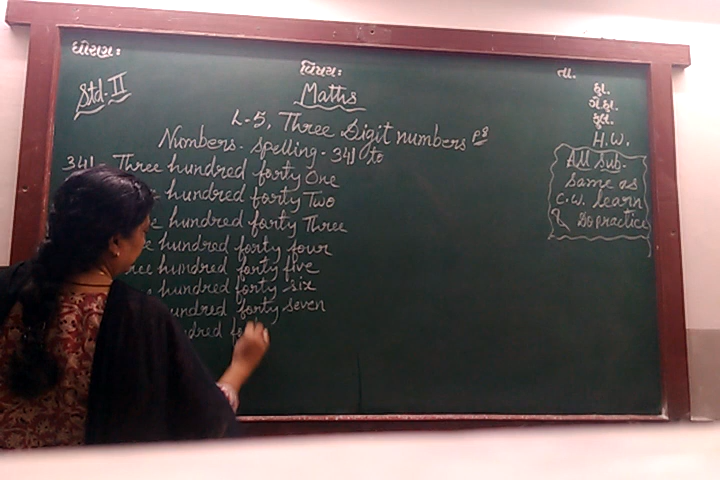 ધોરણ:
વિષય:
તા.
Std. II
Maths
કુા.
ગેહા.
કુલ.
L-5, Three Digit numbers P8
Numbers - spelling - 341 to
H.W.
341 Three hundred forty One
hundred forty Two
hundred forty Three
hundred forty four
hundred forty five
hundred forty six
hundred forty seven
All Sub.
Same as
C.W. learn
& Do practice